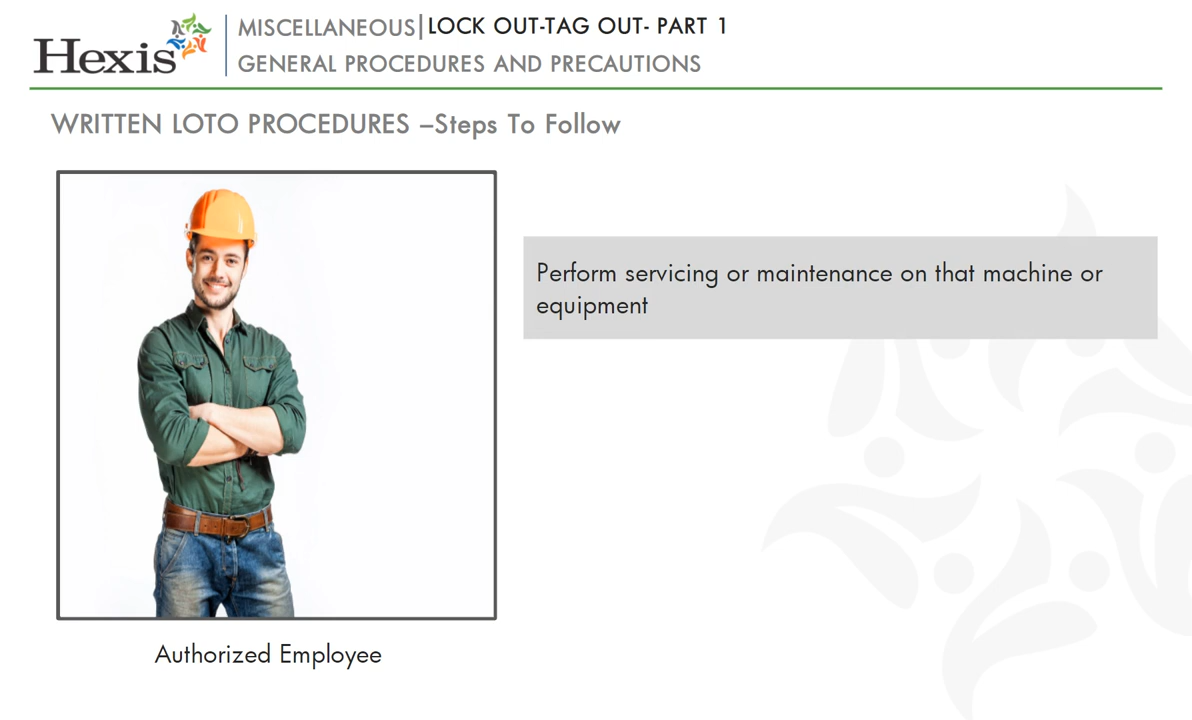 Hexis
MISCELLANEOUS|LOCK OUT-TAG OUT- PART 1
GENERAL PROCEDURES AND PRECAUTIONS
WRITTEN LOTO PROCEDURES –Steps To Follow
Perform servicing or maintenance on that machine or
equipment
Authorized Employee